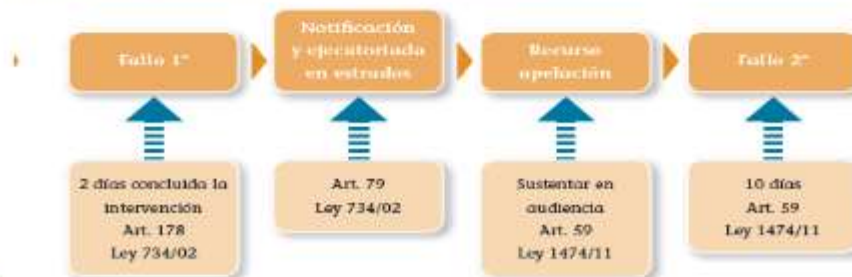 Fallo 1°
Notificación
y ejecutoriada
en estrados
Recurso
apelación
Fallo 2°
2 días concluida la
intervención
Art. 178
Ley 734/02
Art. 79
Ley 734/02
Sustentar en
audiencia
Art. 59
Ley 1474/11
10 días
Art. 59
Ley 1474/11